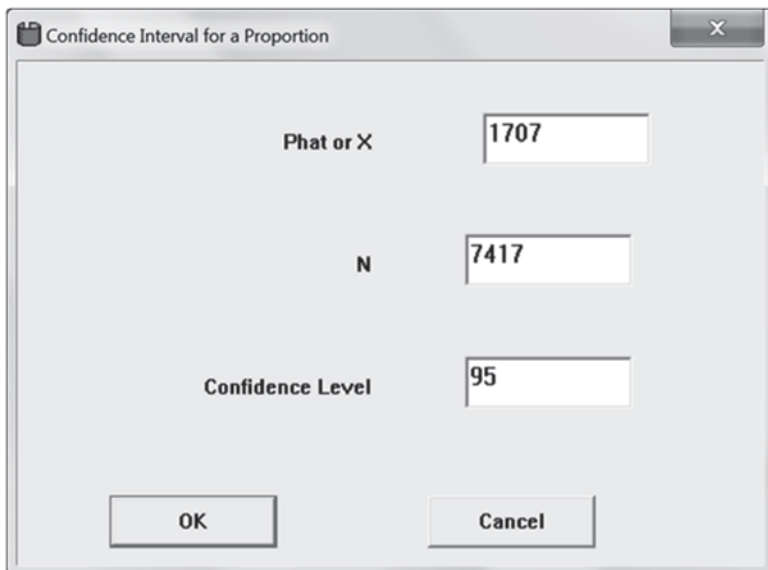 Confidence Interval for a Proportion
X
Phat or X 1707
N 7417
Confidence Level 95
OK Cancel